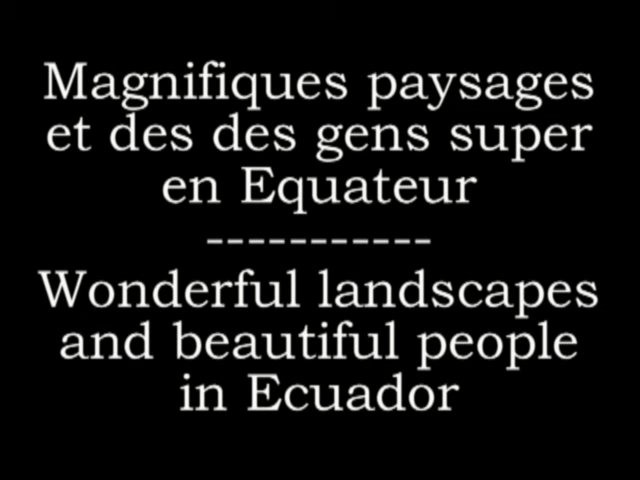 Magnifiques paysages
et des des gens super
en Equateur
-----------
Wonderful landscapes
and beautiful people
in Ecuador